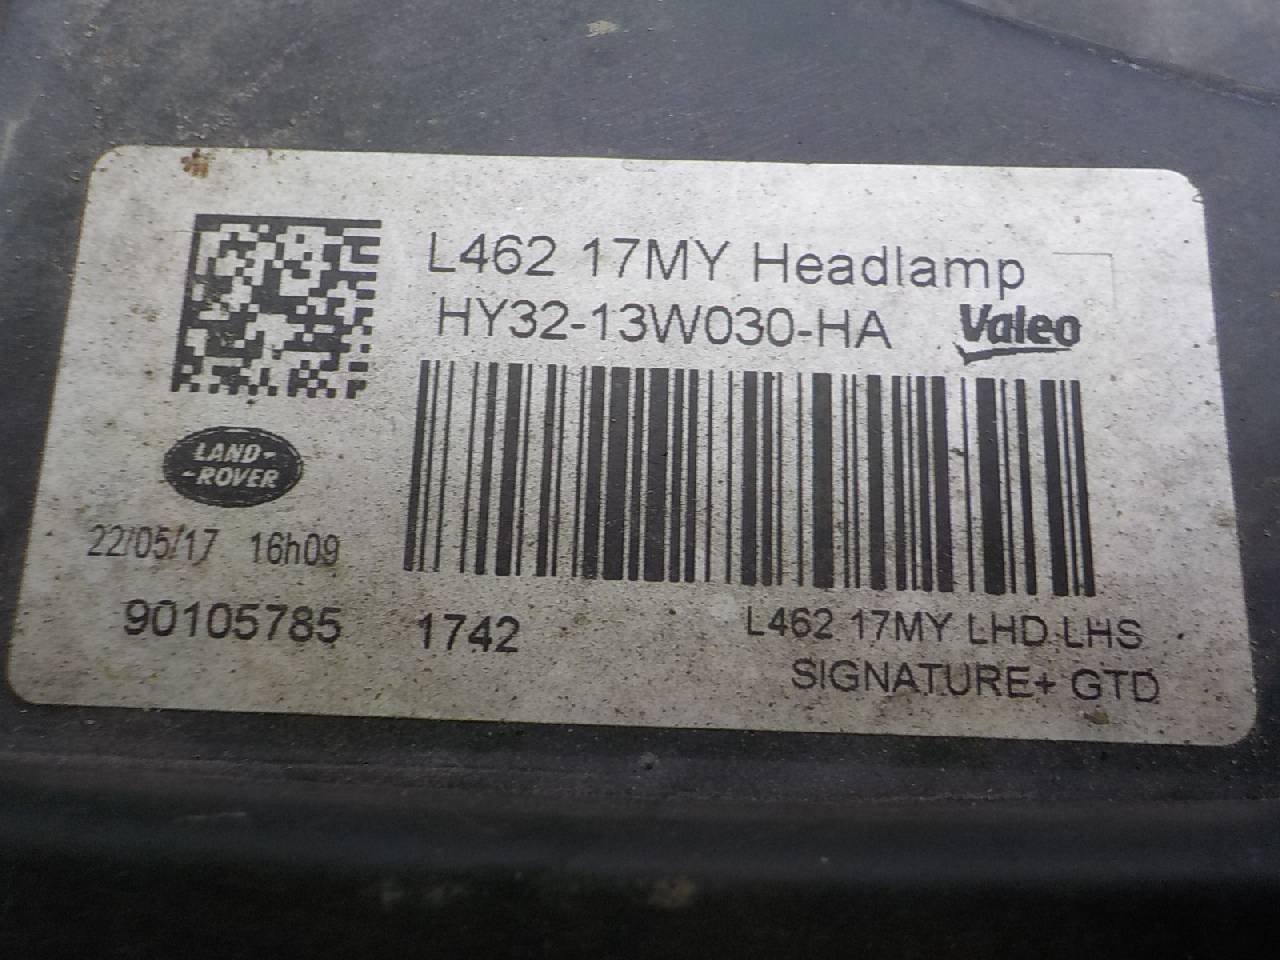 L462 17MY Headlamp
HY32-13W030-HA Valeo
LAND-
-ROVER
22/05/17 16h09
90105785 1742
L462 17MY LHD LHS
SIGNATURE+ GTD